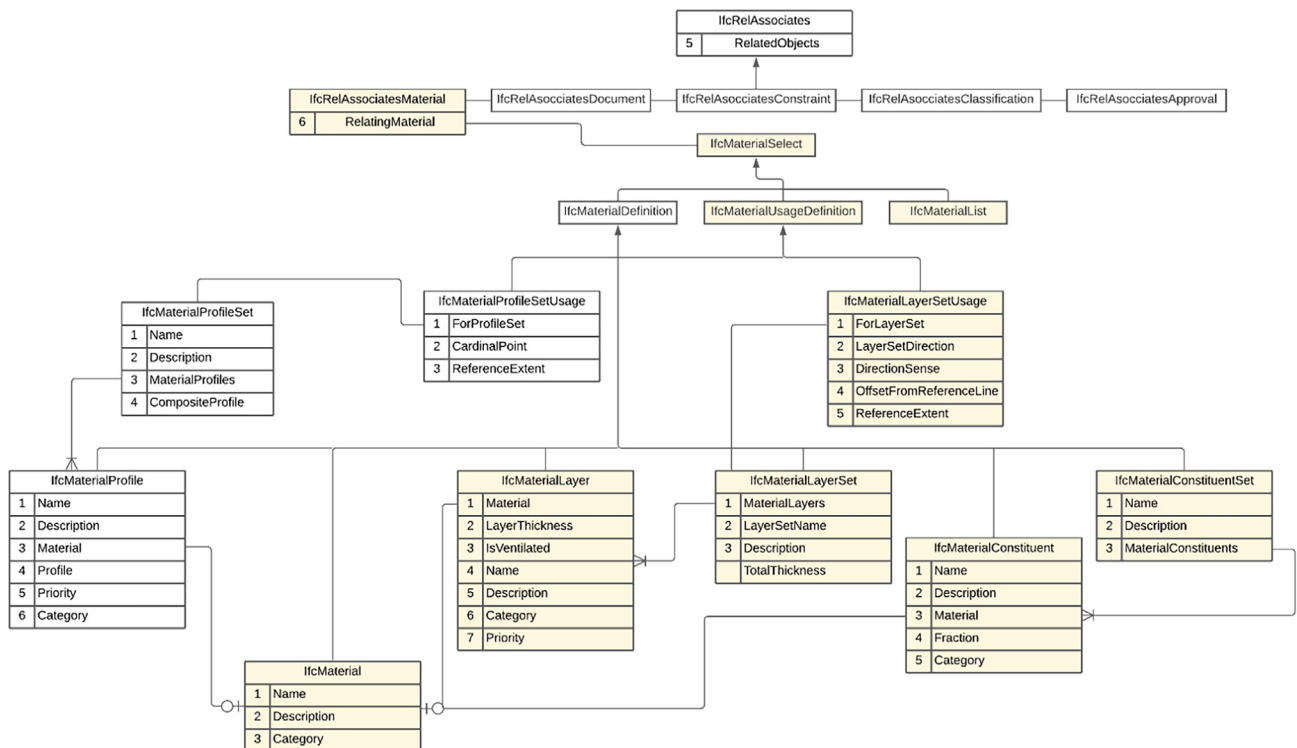 IfcRelAssociates
5 RelatedObjects
IfcRelAssociatesMaterial
6 RelatingMaterial
IfcRelAsocciatesDocument
IfcRelAsocciatesConstraint
IfcRelAsocciatesClassification
IfcRelAsocciatesApproval
IfcMaterialSelect
IfcMaterialDefinition
IfcMaterialUsageDefinition
IfcMaterialList
IfcMaterialProfileSet
1 Name
2 Description
3 MaterialProfiles
4 CompositeProfile
IfcMaterialProfileSetUsage
1 ForProfileSet
2 CardinalPoint
3 ReferenceExtent
IfcMaterialLayerSetUsage
1 ForLayerSet
2 LayerSetDirection
3 DirectionSense
4 OffsetFromReferenceLine
5 ReferenceExtent
IfcMaterialProfile
1 Name
2 Description
3 Material
4 Profile
5 Priority
6 Category
IfcMaterialLayer
1 Material
2 LayerThickness
3 IsVentilated
4 Name
5 Description
6 Category
7 Priority
IfcMaterialLayerSet
1 MaterialLayers
2 LayerSetName
3 Description
TotalThickness
IfcMaterialConstituent
1 Name
2 Description
3 Material
4 Fraction
5 Category
IfcMaterialConstituentSet
1 Name
2 Description
3 MaterialConstituents
IfcMaterial
1 Name
2 Description
3 Category